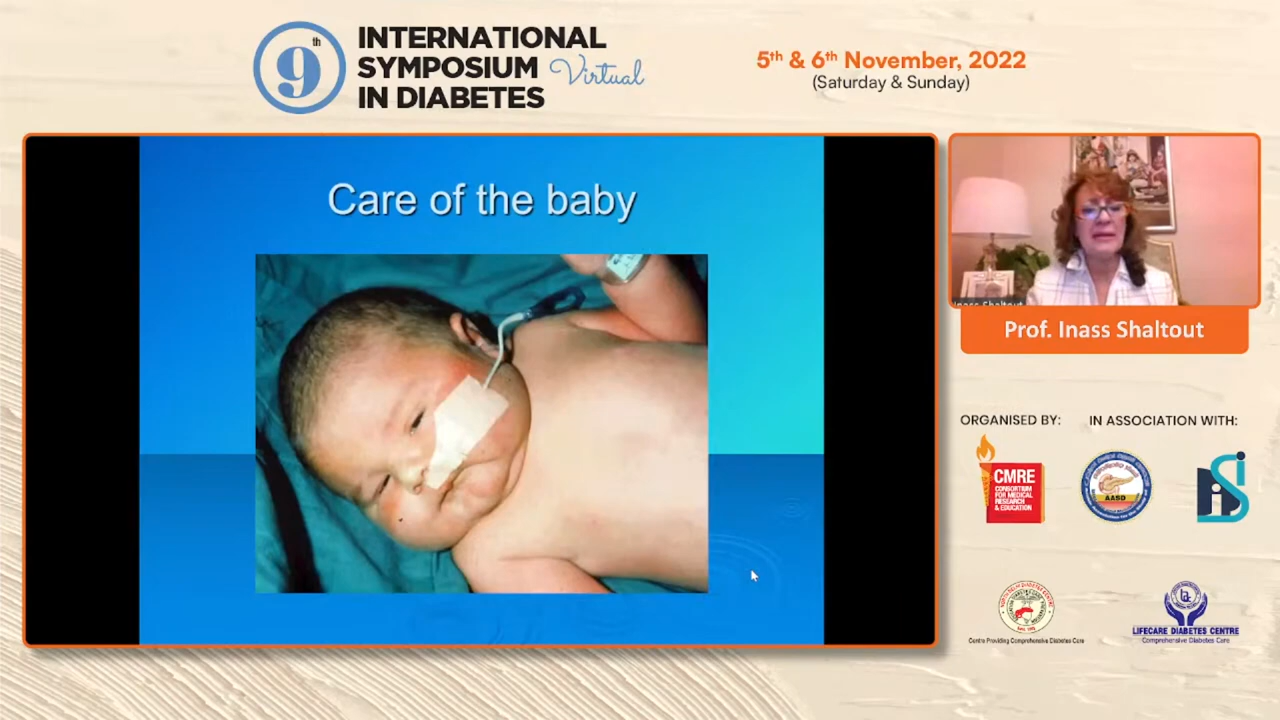 9th
INTERNATIONAL
SYMPOSIUM Virtual
IN DIABETES
5th & 6th November, 2022
(Saturday & Sunday)
Care of the baby
Inass Shaltout
Prof. Inass Shaltout
ORGANISED BY:
IN ASSOCIATION WITH:
CMRE
CONSORTIUM
FOR MEDICAL
RESEARCH
& EDUCATION
AASD
Centre Providing Comprehensive Diabetes Care
LIFECARE DIABETES CENTRE
Comprehensive Diabetes Care